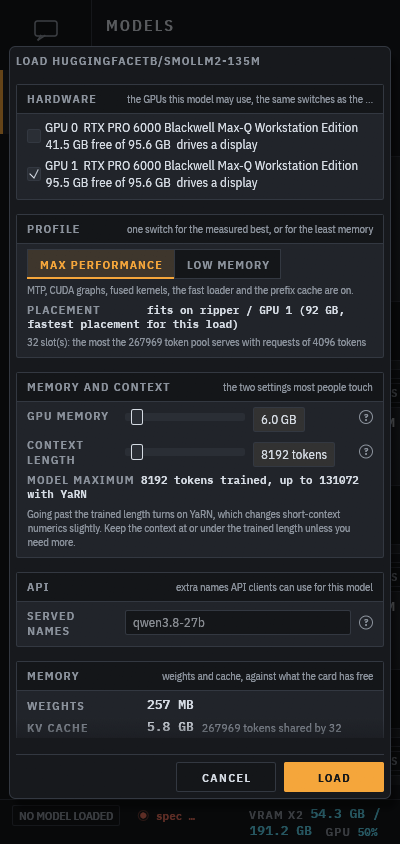 MODELS
LOAD HUGGINGFACETB/SMOLLM2-135M
HARDWARE the GPUs this model may use, the same switches as the ...
GPU 0 RTX PRO 6000 Blackwell Max-Q Workstation Edition
41.5 GB free of 95.6 GB drives a display
GPU 1 RTX PRO 6000 Blackwell Max-Q Workstation Edition
95.5 GB free of 95.6 GB drives a display
PROFILE one switch for the measured best, or for the least memory
MAX PERFORMANCE LOW MEMORY
MTP, CUDA graphs, fused kernels, the fast loader and the prefix cache are on.
PLACEMENT fits on ripper / GPU 1 (92 GB,
fastest placement for this load)
32 slot(s): the most the 267969 token pool serves with requests of 4096 tokens
MEMORY AND CONTEXT the two settings most people touch
GPU MEMORY 6.0 GB ?
CONTEXT
LENGTH 8192 tokens ?
MODEL MAXIMUM 8192 tokens trained, up to 131072
with YaRN
Going past the trained length turns on YaRN, which changes short-context
numerics slightly. Keep the context at or under the trained length unless you
need more.
API extra names API clients can use for this model
SERVED
NAMES qwen3.8-27b ?
MEMORY weights and cache, against what the card has free
WEIGHTS 257 MB
KV CACHE 5.8 GB 267969 tokens shared by 32
CANCEL LOAD
NO MODEL LOADED spec … VRAM X2 54.3 GB /
191.2 GB GPU 50%